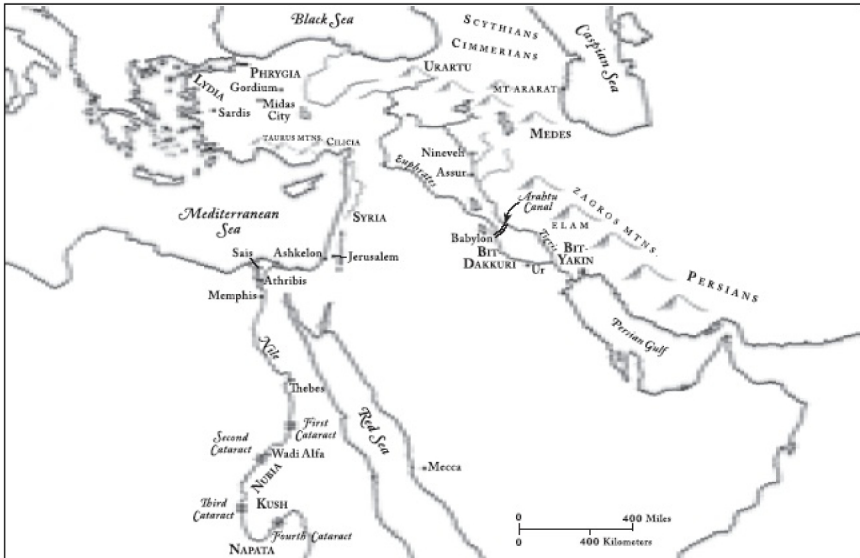 Black Sea
SCYTHIANS
CIMMERIANS
Caspian Sea
URARTU
MT. ARARAT
PHRYGIA
Gordium
LYDIA
Midas
City
Sardis
MEDES
TAURUS MTNS.
CILICIA
Nineveh
Assur
Euphrates
Arahtu
Canal
ZAGROS MTNS.
ELAM
SYRIA
Mediterranean
Sea
Babylon
Tigris
BIT
DAKKURI
BIT-
YAKIN
Ur
PERSIANS
Sais
Ashkelon
Jerusalem
Athribis
Memphis
Persian Gulf
Nile
Thebes
Red Sea
First
Cataract
Second
Cataract
Wadi Alfa
NUBIA
Mecca
Third
Cataract
KUSH
Fourth Cataract
NAPATA
0 400 Miles
0 400 Kilometers